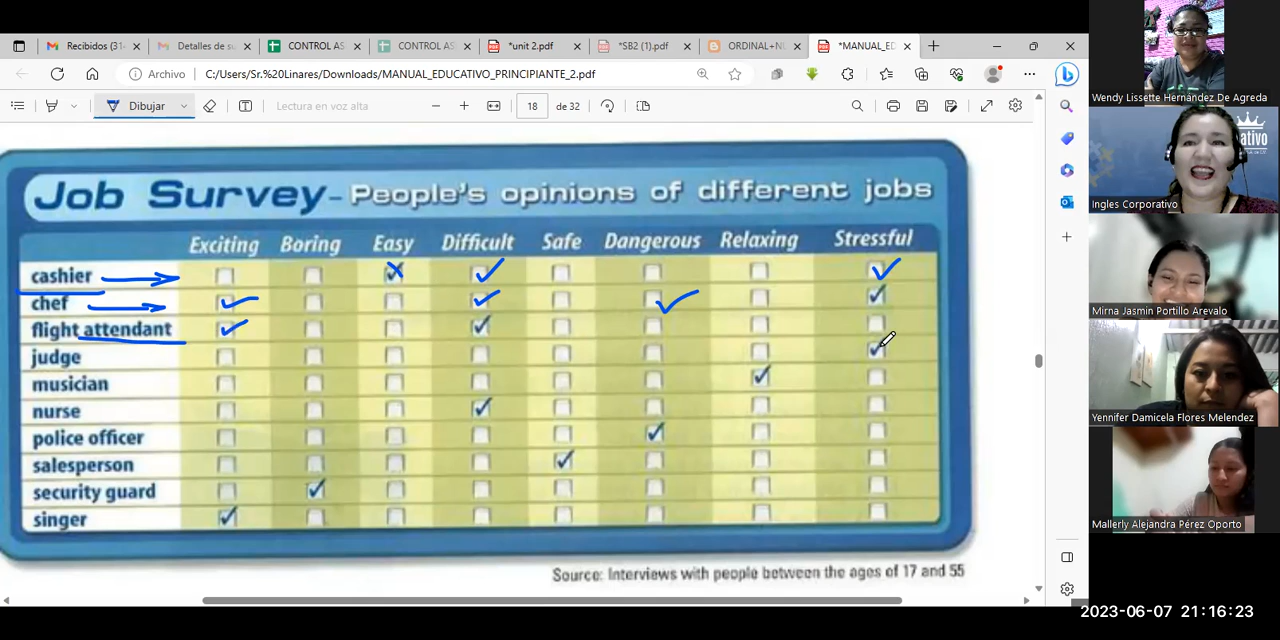 Recibidos (31-
Detalles de su
CONTROL AS
CONTROL AS
*unit 2.pdf
*SB2 (1).pdf
ORDINAL+NU
*MANUAL_ED
Archivo
C:/Users/Sr.%20Linares/Downloads/MANUAL_EDUCATIVO_PRINCIPIANTE_2.pdf
Dibujar
Lectura en voz alta
18
de 32
Job Survey – People's opinions of different jobs
Exciting Boring Easy Difficult Safe Dangerous Relaxing Stressful
cashier
chef
flight attendant
judge
musician
nurse
police officer
salesperson
security guard
singer
Source: Interviews with people between the ages of 17 and 55
Wendy Lissette Hernández De Agreda
ativo
Ingles Corporativo
Mirna Jasmin Portillo Arevalo
Yennifer Damicela Flores Melendez
Mallerly Alejandra Pérez Oporto
2023-06-07 21:16:23